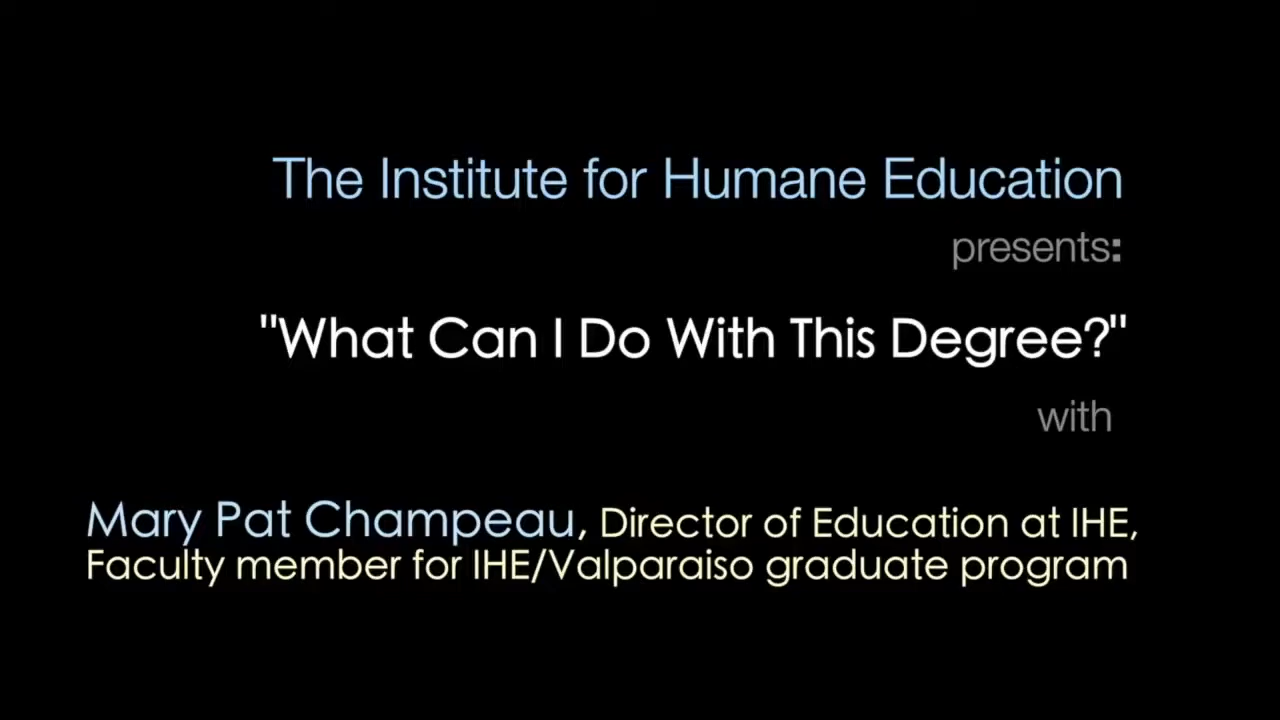 The Institute for Humane Education
presents:
"What Can I Do With This Degree?"
with
Mary Pat Champeau, Director of Education at IHE,
Faculty member for IHE/Valparaiso graduate program